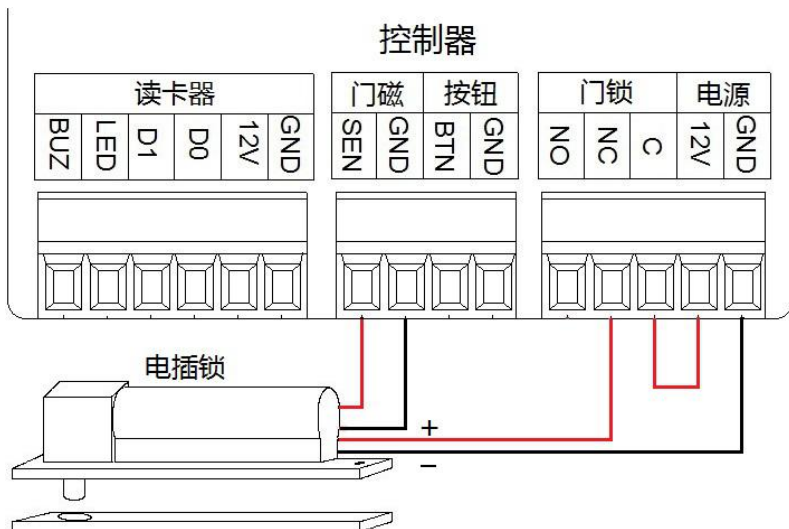 控制器
读卡器 门磁 按钮 门锁 电源
BUZ LED D1 D0 12V GND SEN GND BTN GND NO NC C 12V GND
电插锁
+
−